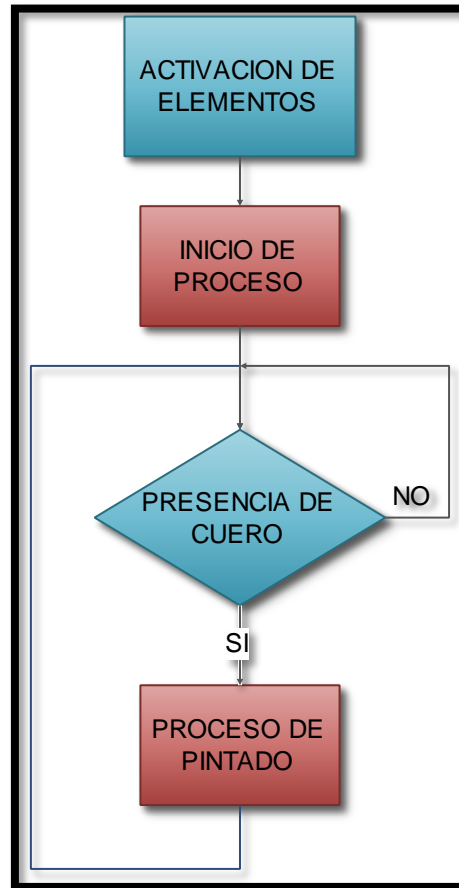 ACTIVACION DE
ELEMENTOS
INICIO DE
PROCESO
PRESENCIA DE
CUERO
NO
SI
PROCESO DE
PINTADO